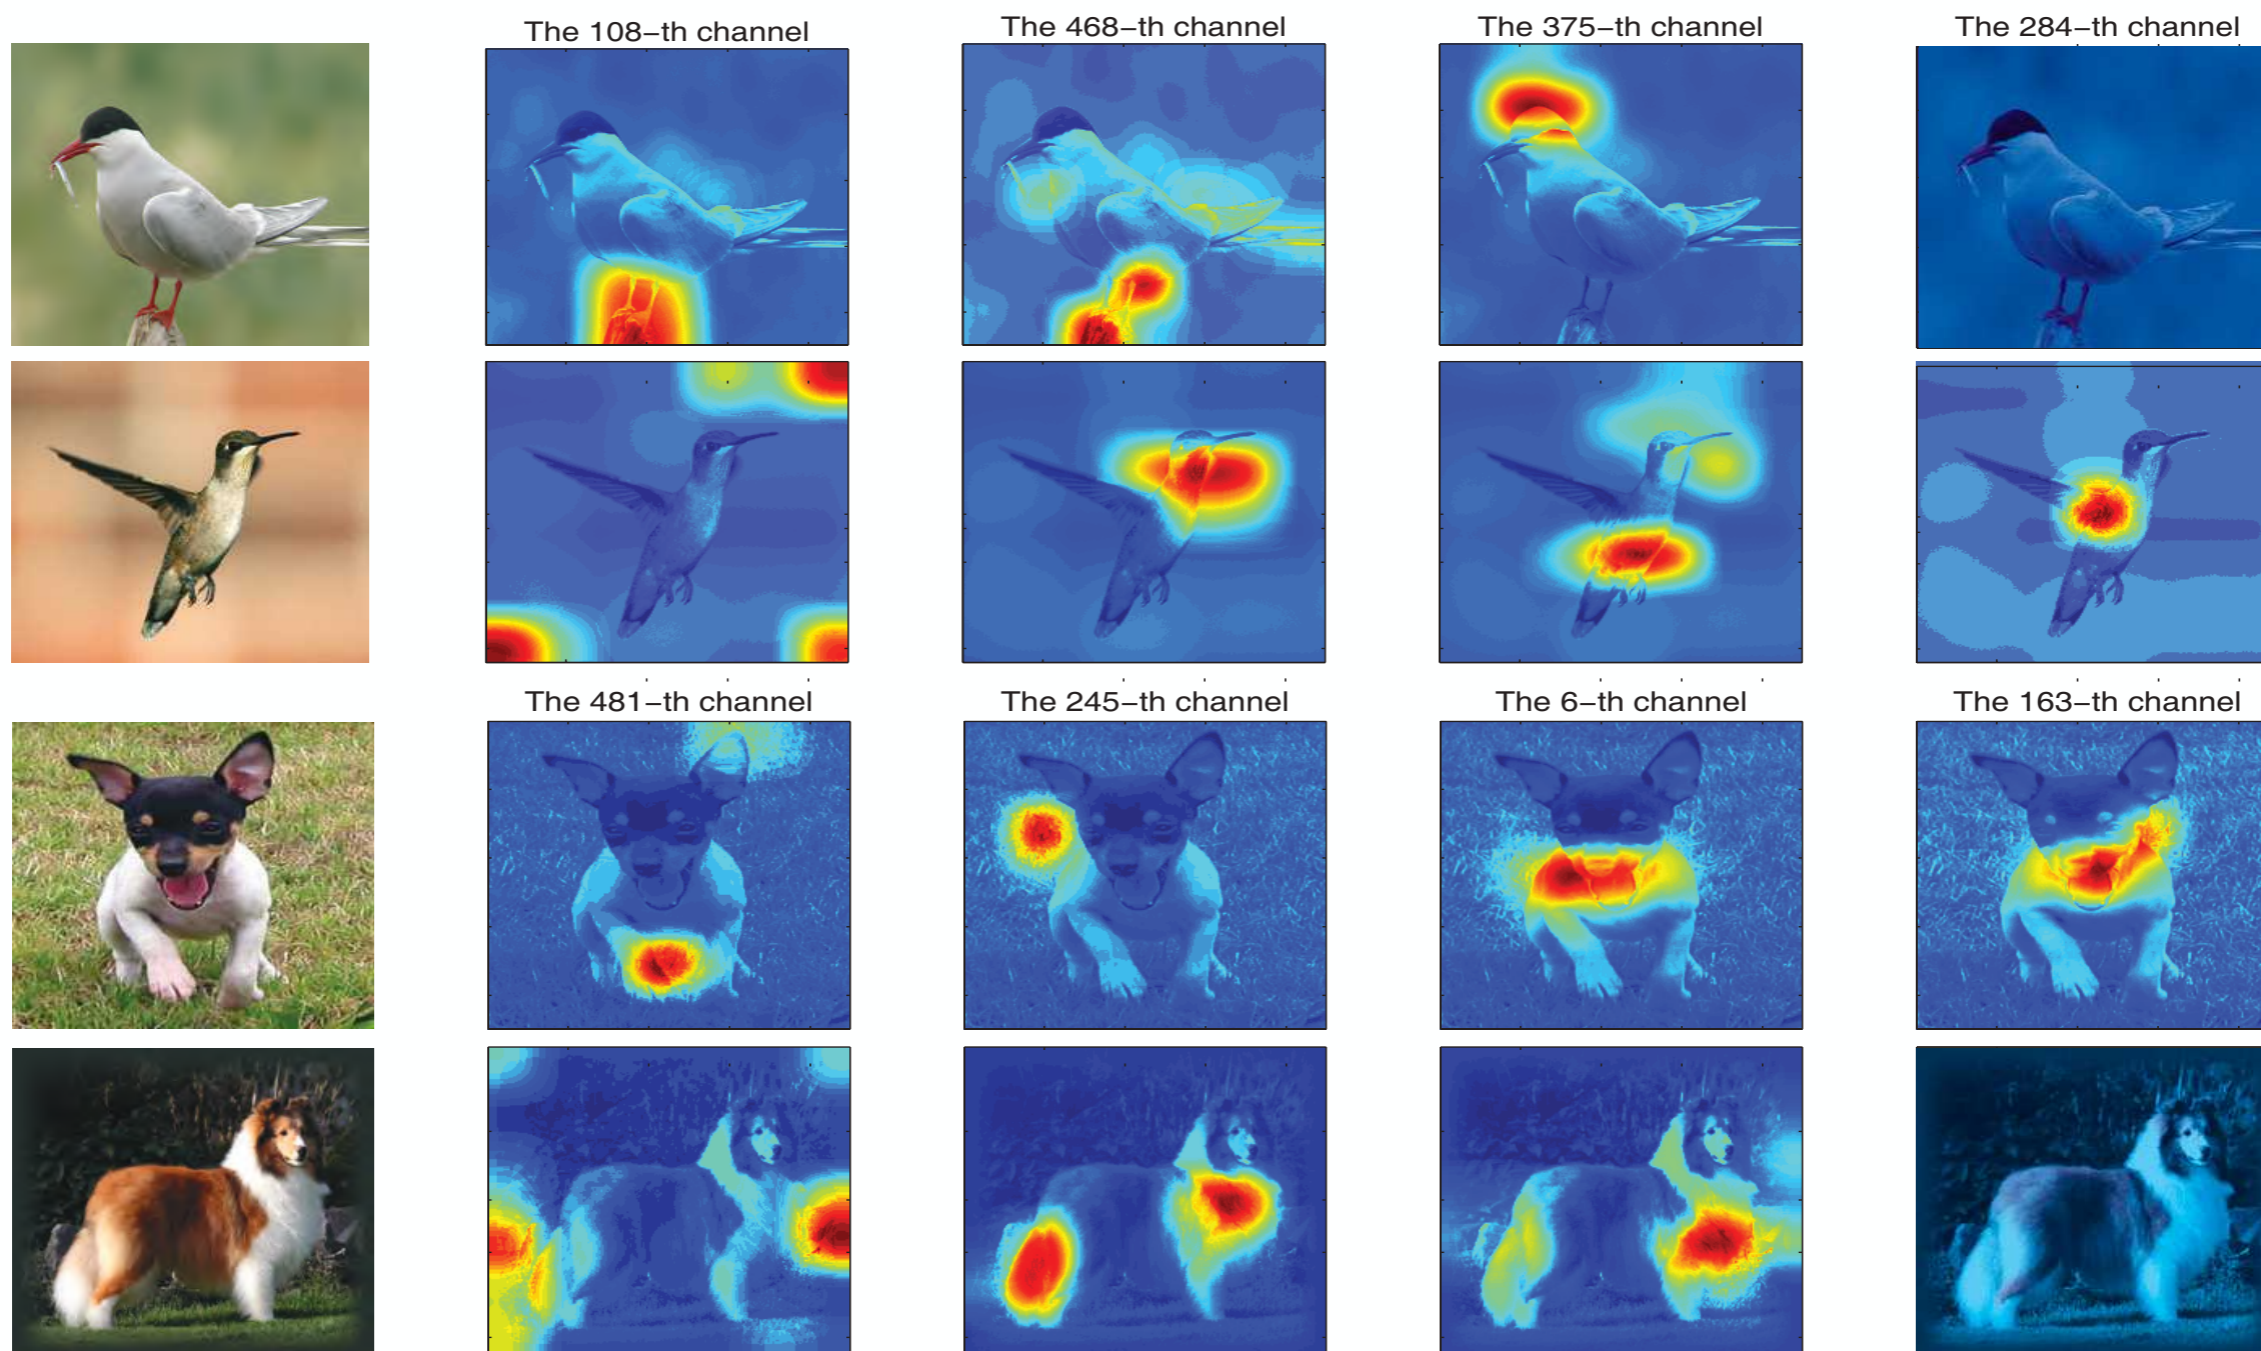 The 108−th channel
The 468−th channel
The 375−th channel
The 284−th channel
The 481−th channel
The 245−th channel
The 6−th channel
The 163−th channel